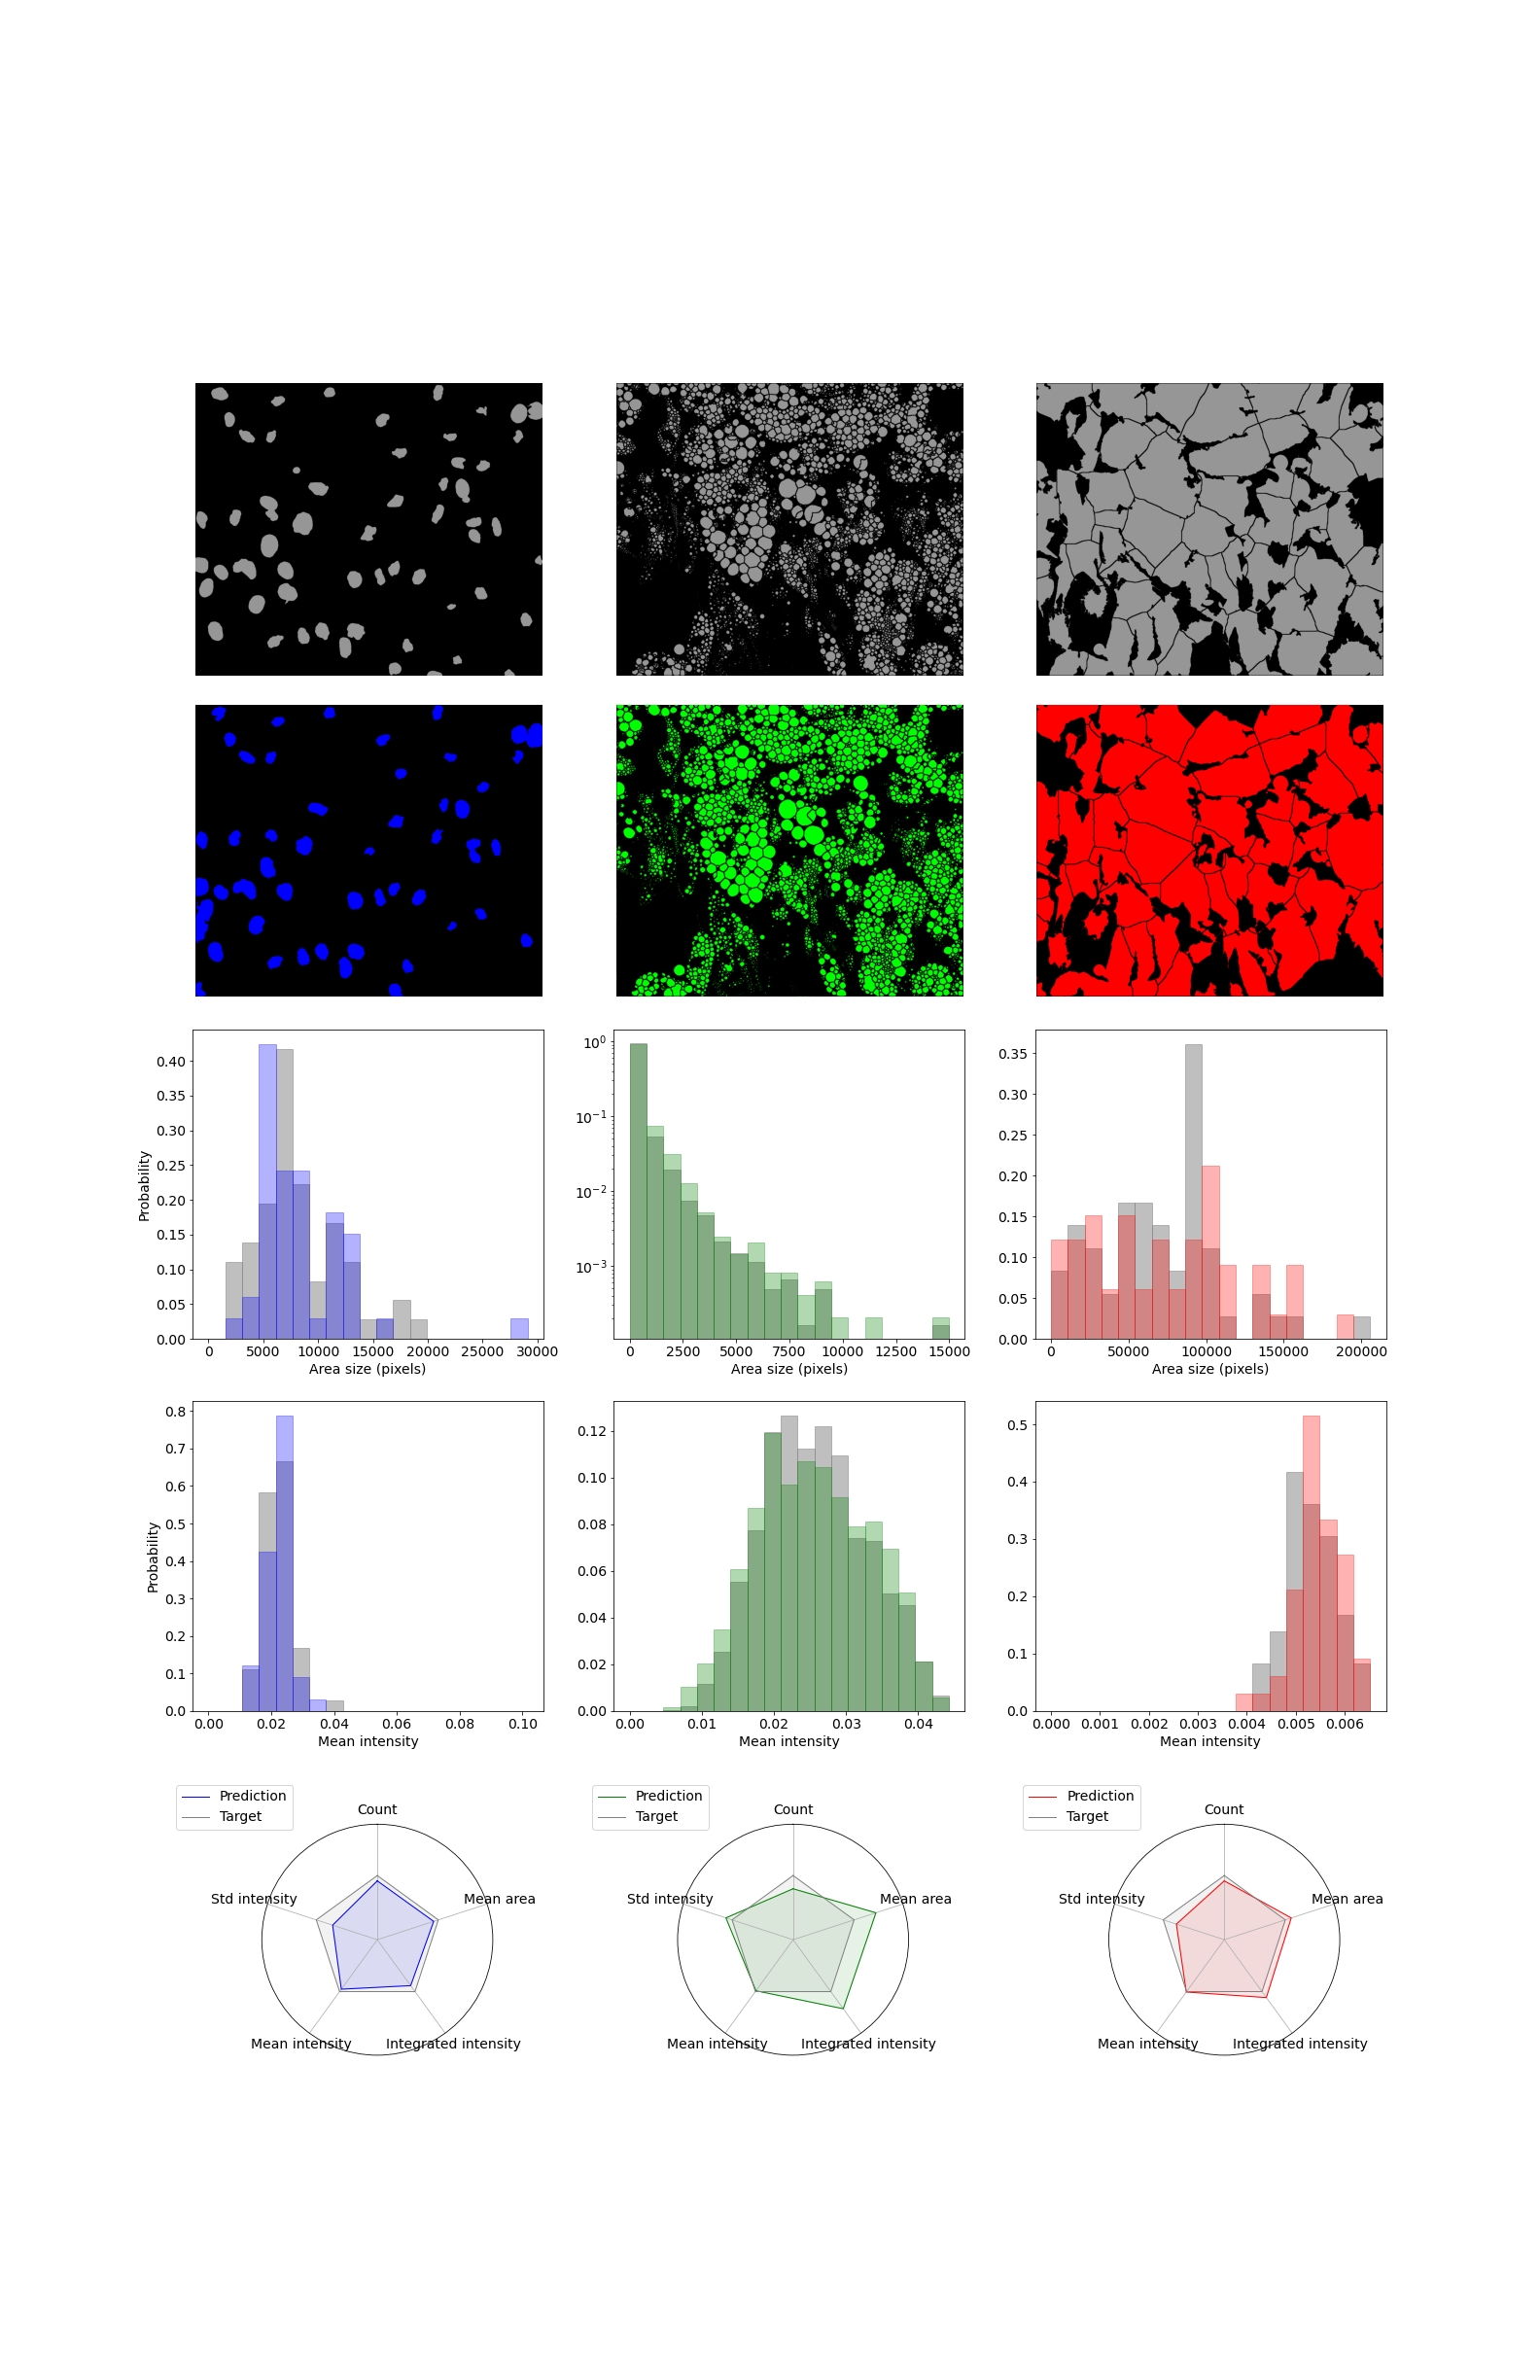 0.40
0.35
0.30
0.25
0.20
0.15
0.10
0.05
0.00
Probability
0 5000 10000 15000 20000 25000 30000
Area size (pixels)
10^0
10^-1
10^-2
10^-3
0 2500 5000 7500 10000 12500 15000
Area size (pixels)
0.35
0.30
0.25
0.20
0.15
0.10
0.05
0.00
0 50000 100000 150000 200000
Area size (pixels)
0.8
0.7
0.6
0.5
0.4
0.3
0.2
0.1
0.0
Probability
0.00 0.02 0.04 0.06 0.08 0.10
Mean intensity
0.12
0.10
0.08
0.06
0.04
0.02
0.00
0.00 0.01 0.02 0.03 0.04
Mean intensity
0.5
0.4
0.3
0.2
0.1
0.0
0.000 0.001 0.002 0.003 0.004 0.005 0.006
Mean intensity
Prediction
Target
Count
Std intensity
Mean area
Mean intensity
Integrated intensity
Prediction
Target
Count
Std intensity
Mean area
Mean intensity
Integrated intensity
Prediction
Target
Count
Std intensity
Mean area
Mean intensity
Integrated intensity